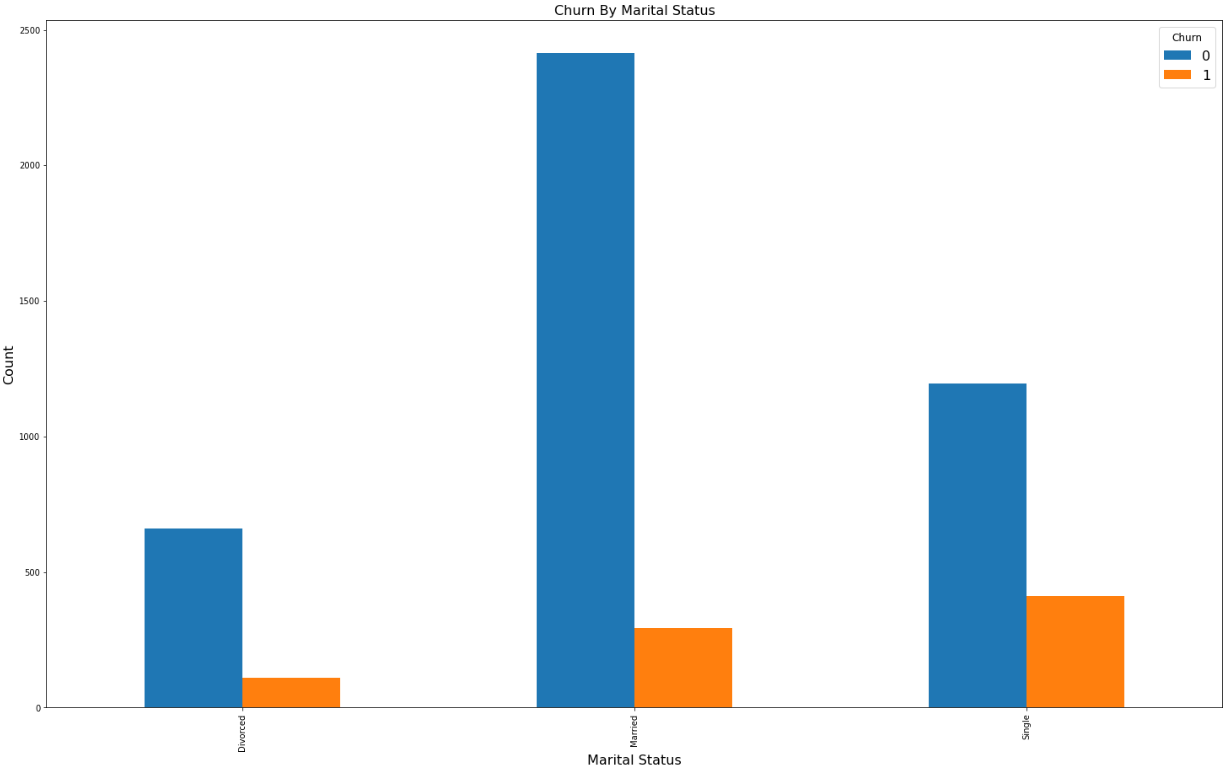 Churn By Marital Status
Churn
0
1
2500
2000
1500
1000
500
0
Count
Divorced
Married
Single
Marital Status